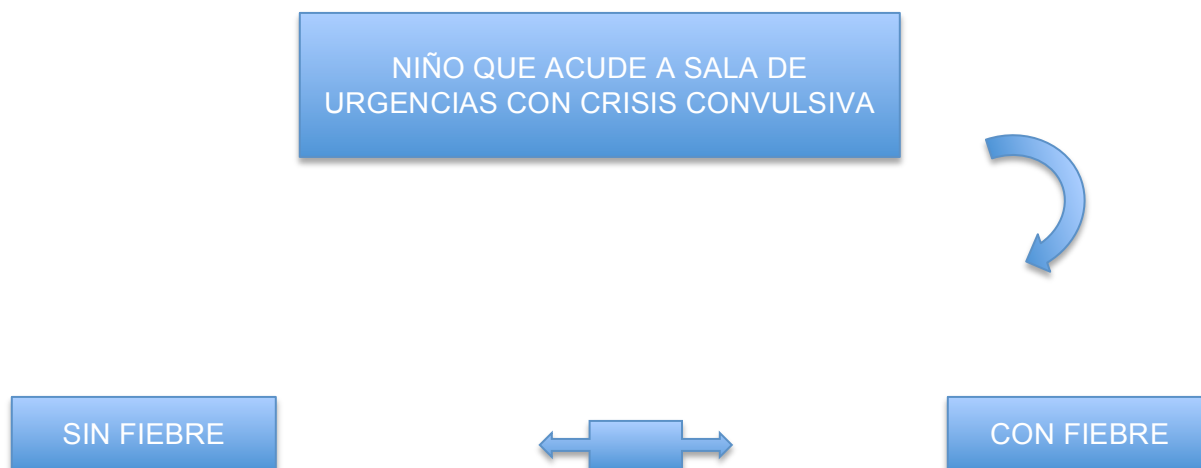 NIÑO QUE ACUDE A SALA DE
URGENCIAS CON CRISIS CONVULSIVA
SIN FIEBRE
CON FIEBRE